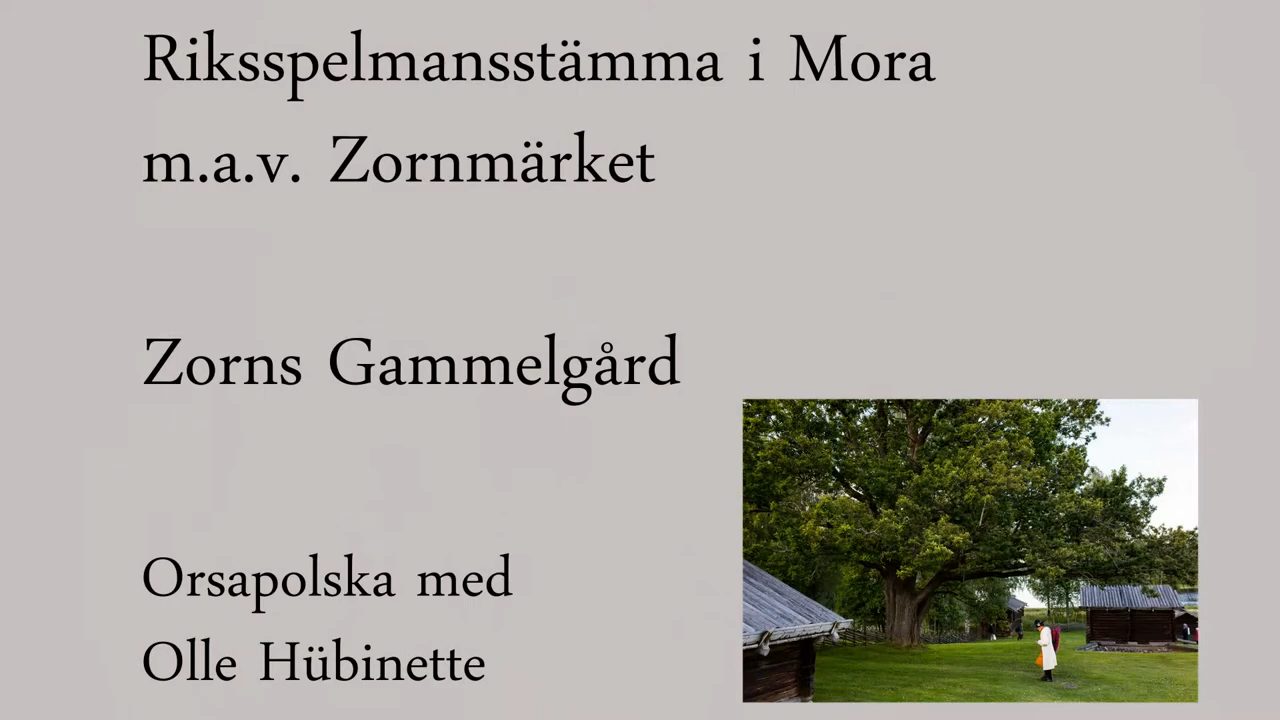 Riksspelmansstämma i Mora
m.a.v. Zornmärket
Zorns Gammelgård
Orsapolska med
Olle Hübinette